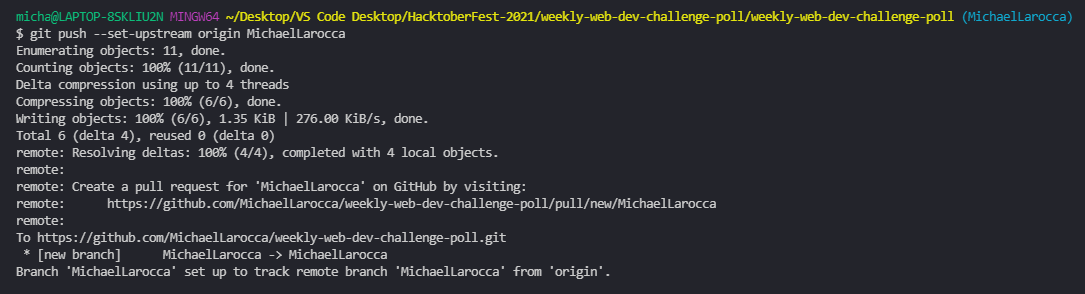 micha@LAPTOP-8SKLIU2N MINGW64 ~/Desktop/VS Code Desktop/HacktoberFest-2021/weekly-web-dev-challenge-poll/weekly-web-dev-challenge-poll (MichaelLarocca)
$ git push --set-upstream origin MichaelLarocca
Enumerating objects: 11, done.
Counting objects: 100% (11/11), done.
Delta compression using up to 4 threads
Compressing objects: 100% (6/6), done.
Writing objects: 100% (6/6), 1.35 KiB | 276.00 KiB/s, done.
Total 6 (delta 4), reused 0 (delta 0)
remote: Resolving deltas: 100% (4/4), completed with 4 local objects.
remote:
remote: Create a pull request for 'MichaelLarocca' on GitHub by visiting:
remote:      https://github.com/MichaelLarocca/weekly-web-dev-challenge-poll/pull/new/MichaelLarocca
remote:
To https://github.com/MichaelLarocca/weekly-web-dev-challenge-poll.git
 * [new branch]      MichaelLarocca -> MichaelLarocca
Branch 'MichaelLarocca' set up to track remote branch 'MichaelLarocca' from 'origin'.